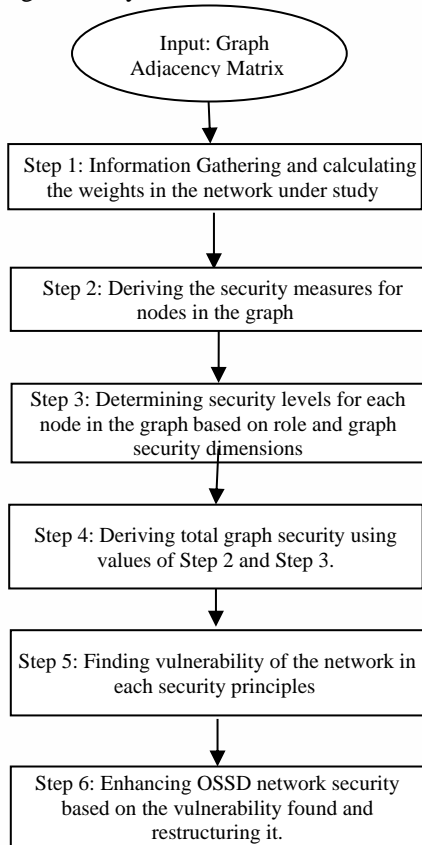 Input: Graph
Adjacency Matrix
Step 1: Information Gathering and calculating
the weights in the network under study
Step 2: Deriving the security measures for
nodes in the graph
Step 3: Determining security levels for each
node in the graph based on role and graph
security dimensions
Step 4: Deriving total graph security using
values of Step 2 and Step 3.
Step 5: Finding vulnerability of the network in
each security principles
Step 6: Enhancing OSSD network security
based on the vulnerability found and
restructuring it.